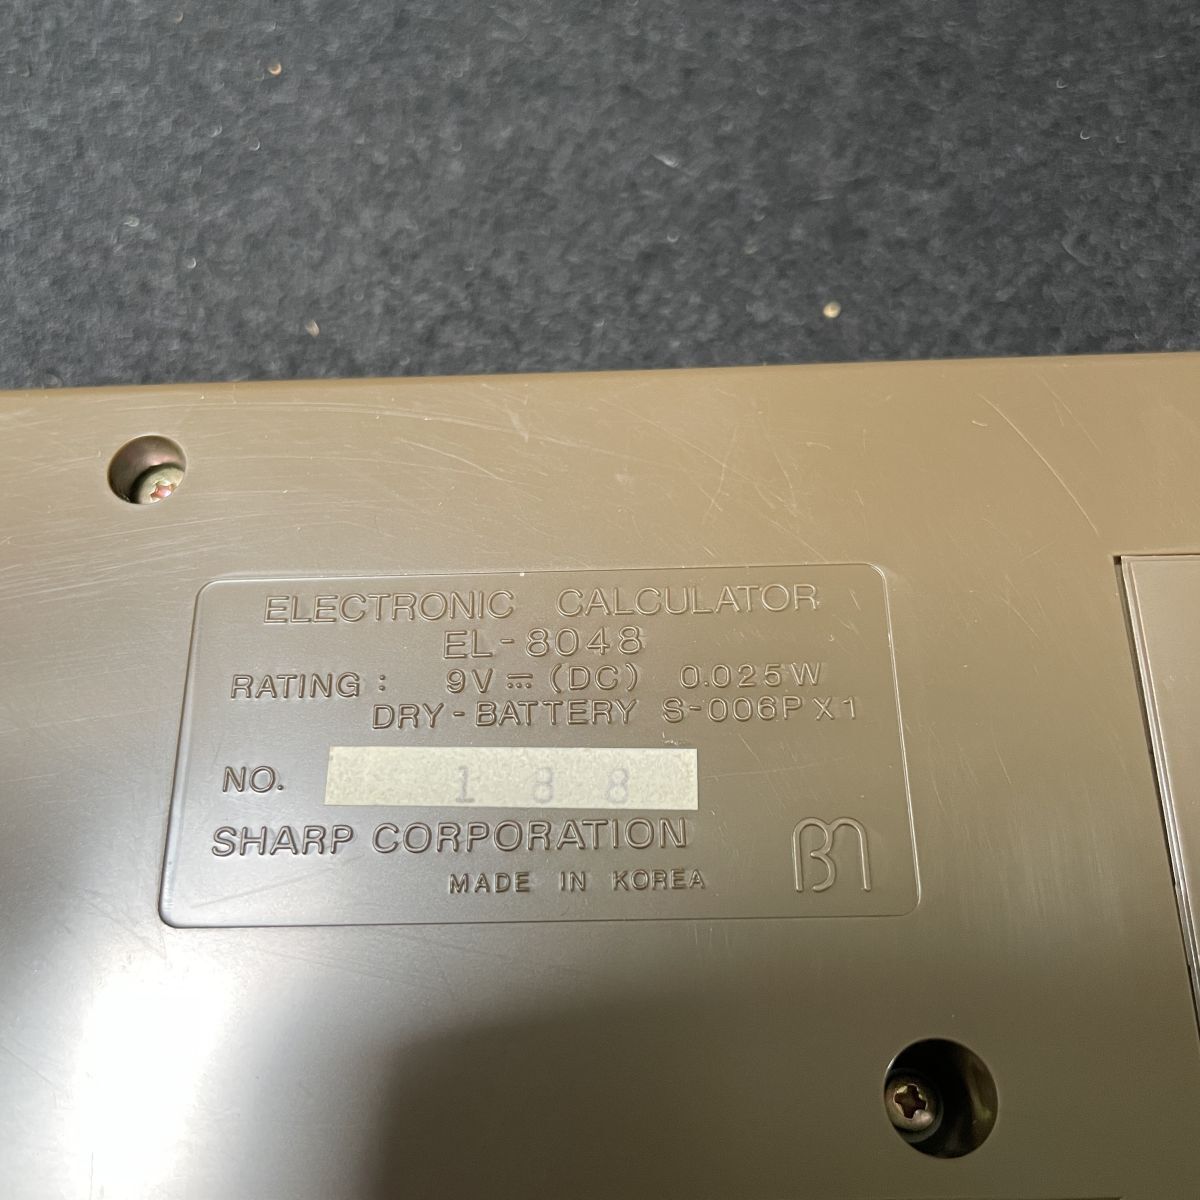 ELECTRONIC CALCULATOR
EL-8048
RATING : 9V ⎓ (DC) 0.025W
DRY-BATTERY S-006P X1
NO. 188
SHARP CORPORATION
MADE IN KOREA